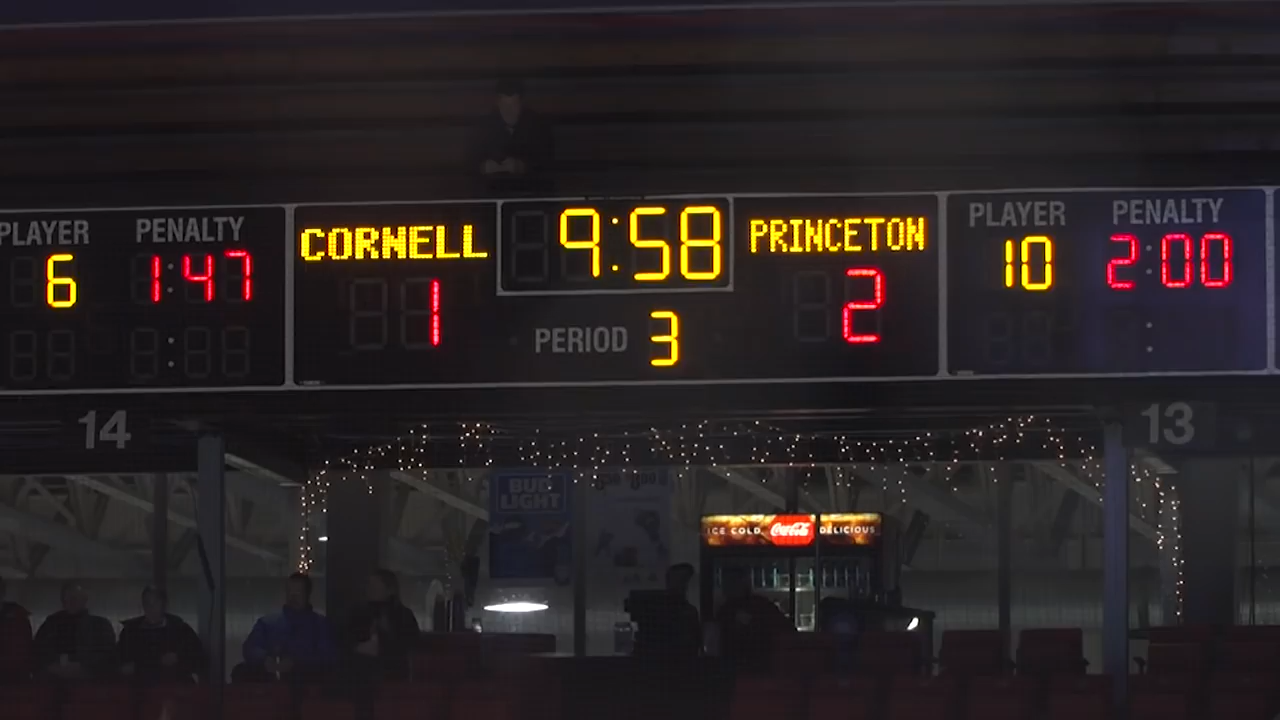 PLAYER PENALTY
6 1:47
CORNELL 9:58 PRINCETON
1 PERIOD 3 2
PLAYER PENALTY
10 2:00
14
13
BUD
LIGHT
ICE COLD Coca-Cola DELICIOUS